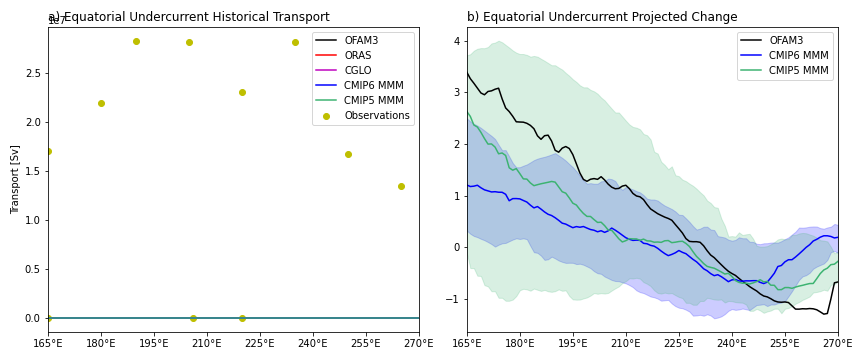 a) Equatorial Undercurrent Historical Transport
1e7
Transport [Sv]
2.5
2.0
1.5
1.0
0.5
0.0
165°E 180°E 195°E 210°E 225°E 240°E 255°E 270°E
OFAM3
ORAS
CGLO
CMIP6 MMM
CMIP5 MMM
Observations
b) Equatorial Undercurrent Projected Change
4
3
2
1
0
−1
165°E 180°E 195°E 210°E 225°E 240°E 255°E 270°E
OFAM3
CMIP6 MMM
CMIP5 MMM